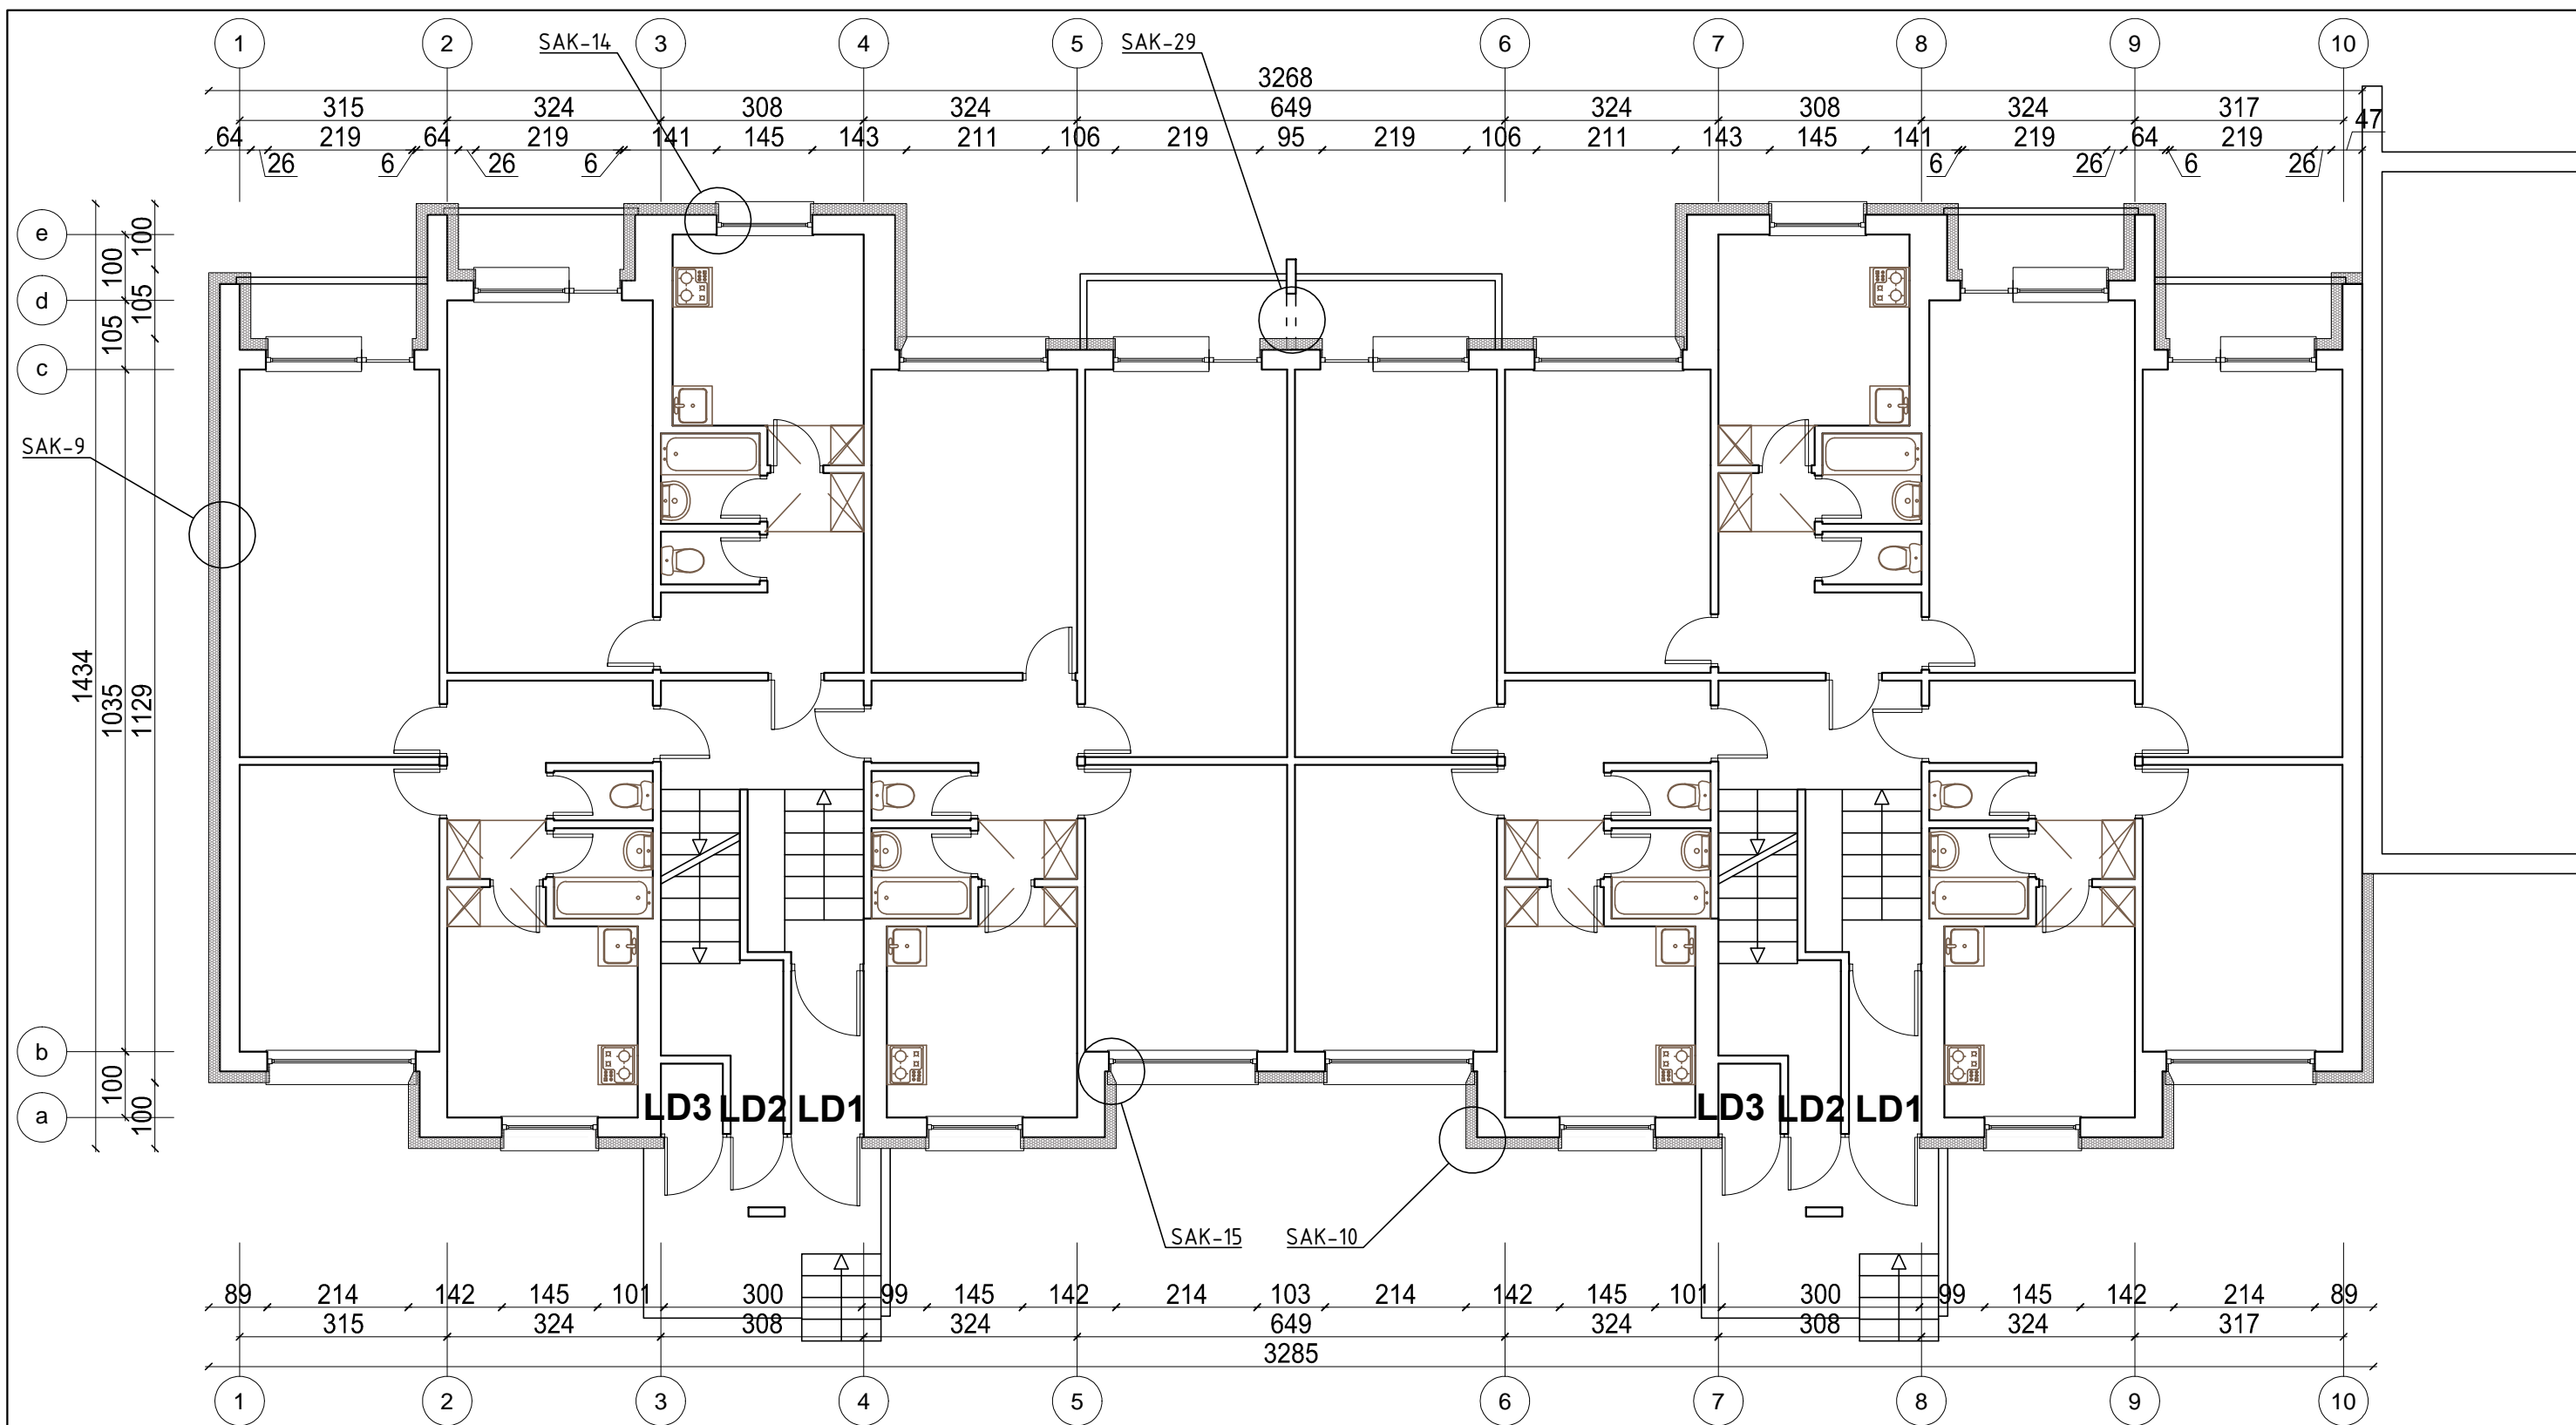 1 2 3 4 5 6 7 8 9 10
SAK-14
SAK-29
3268
315 324 308 324 649 324 308 324 317
64 219 64 219 141 145 143 211 106 219 95 219 106 211 143 145 141 219 64 219 47
26 6 26 6 6 26 6 26
e
d
c
b
a
100 105 1035 100
1434
100 105 1129 100
SAK-9
LD3 LD2 LD1
LD3 LD2 LD1
SAK-15
SAK-10
89 214 142 145 101 300 99 145 142 214 103 214 142 145 101 300 99 145 142 214 89
315 324 308 324 649 324 308 324 317
3285
1 2 3 4 5 6 7 8 9 10